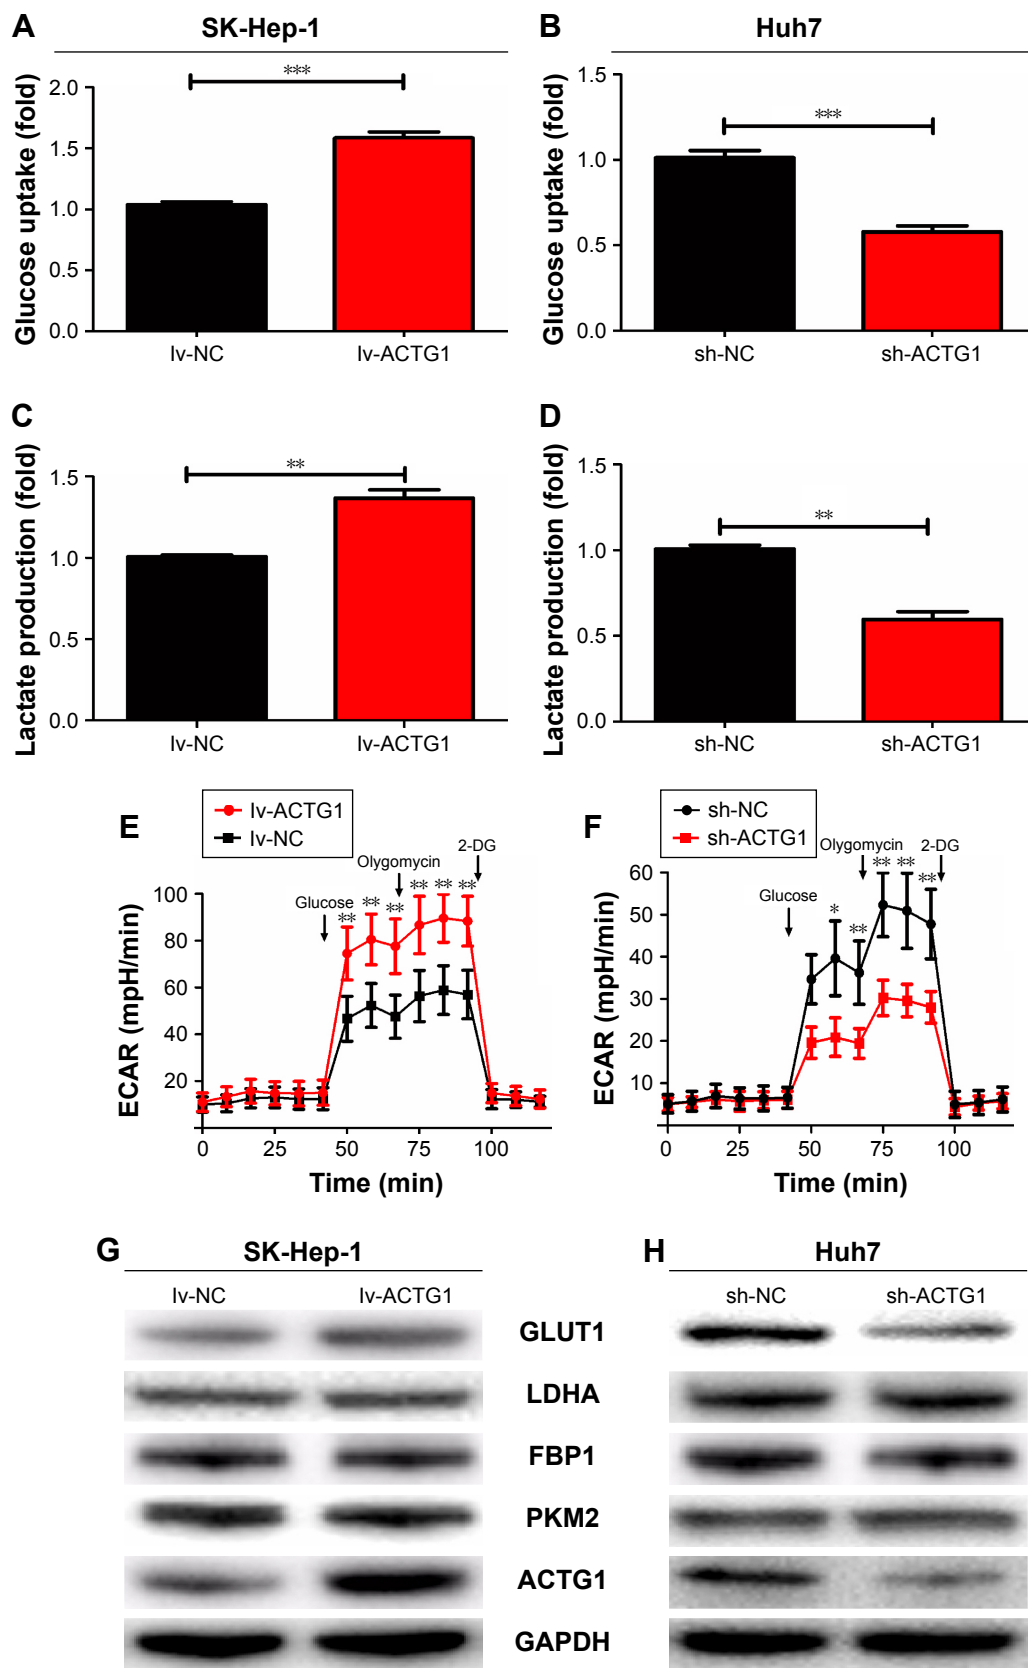 A
SK-Hep-1
B
Huh7
Glucose uptake (fold)
2.0
1.5
1.0
0.5
0.0
***
lv-NC
lv-ACTG1
Glucose uptake (fold)
1.5
1.0
0.5
0.0
***
sh-NC
sh-ACTG1
C
Lactate production (fold)
1.5
1.0
0.5
0.0
**
lv-NC
lv-ACTG1
D
Lactate production (fold)
1.5
1.0
0.5
0.0
**
sh-NC
sh-ACTG1
E
lv-ACTG1
lv-NC
Olygomycin
2-DG
Glucose
** ** ** ** ** **
ECAR (mpH/min)
100
80
60
40
20
0 25 50 75 100
Time (min)
F
sh-NC
sh-ACTG1
Olygomycin
2-DG
Glucose
* ** ** ** **
ECAR (mpH/min)
60
50
40
30
20
10
0 25 50 75 100
Time (min)
G
SK-Hep-1
H
Huh7
lv-NC lv-ACTG1
sh-NC sh-ACTG1
GLUT1
LDHA
FBP1
PKM2
ACTG1
GAPDH